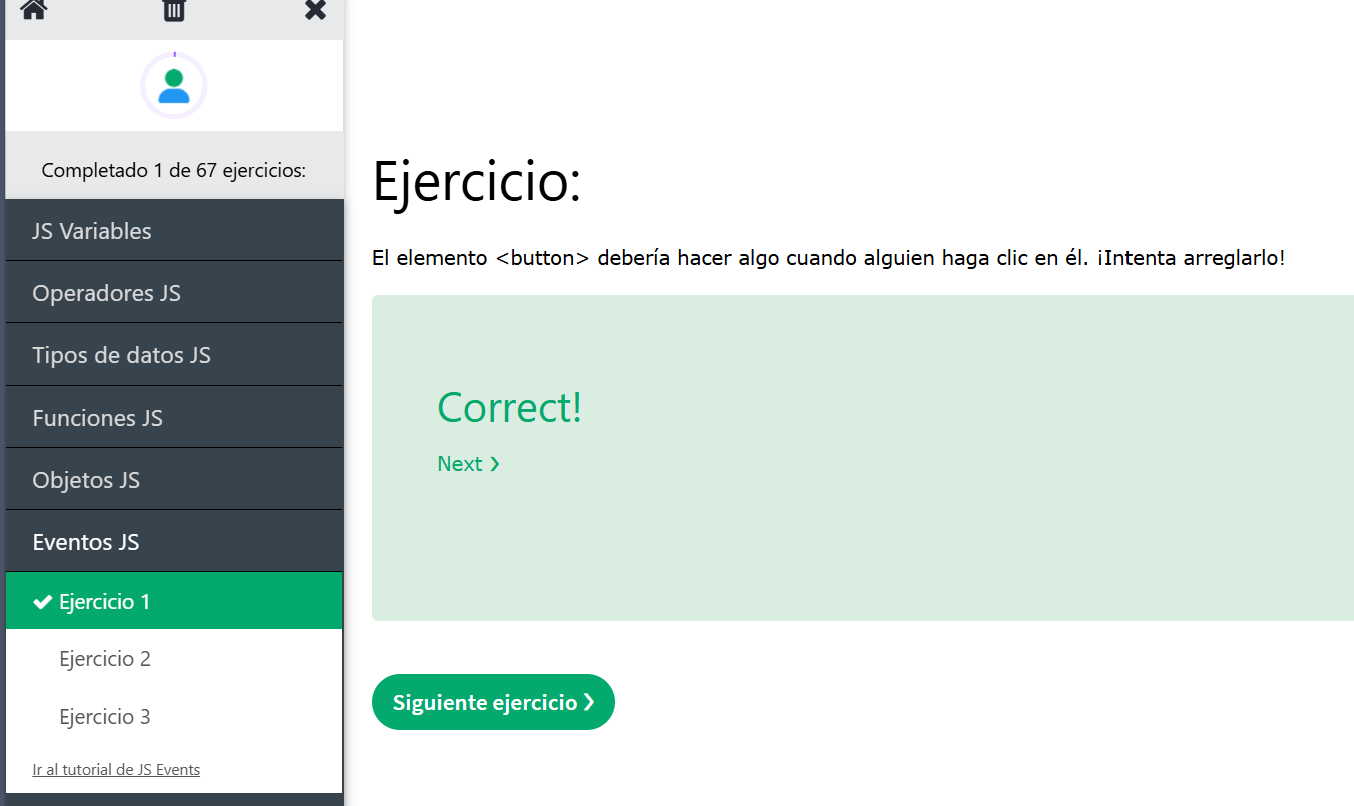 Completado 1 de 67 ejercicios:
JS Variables
Operadores JS
Tipos de datos JS
Funciones JS
Objetos JS
Eventos JS
Ejercicio 1
Ejercicio 2
Ejercicio 3
Ir al tutorial de JS Events
Ejercicio:
El elemento <button> debería hacer algo cuando alguien haga clic en él. ¡Intenta arreglarlo!
Correct!
Next ❯
Siguiente ejercicio ❯